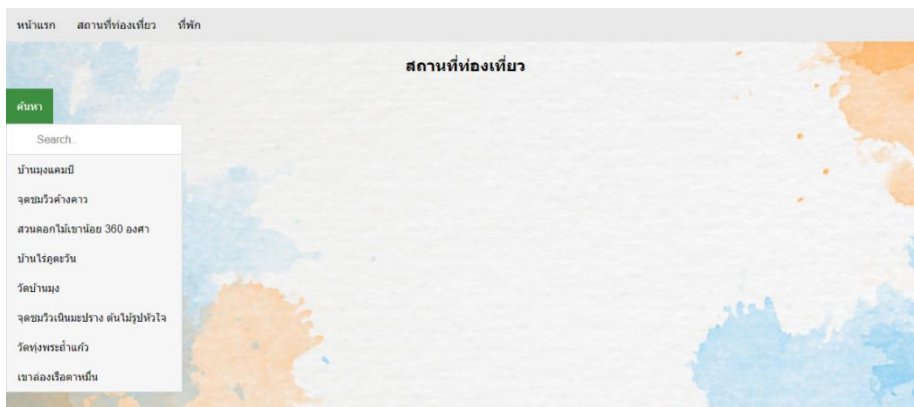 หน้าแรก สถานที่ท่องเที่ยว ที่พัก
สถานที่ท่องเที่ยว
ค้นหา
Search..
บ้านมุงแคมป์
จุดชมวิวค้างคาว
สวนดอกไม้เขาน้อย 360 องศา
บ้านไร่ภูตะวัน
วัดบ้านมุง
จุดชมวิวเนินมะปราง ต้นไม้รูปหัวใจ
วัดทุ่งพระถ้ำแก้ว
เขาล่องเรือตาหมื่น